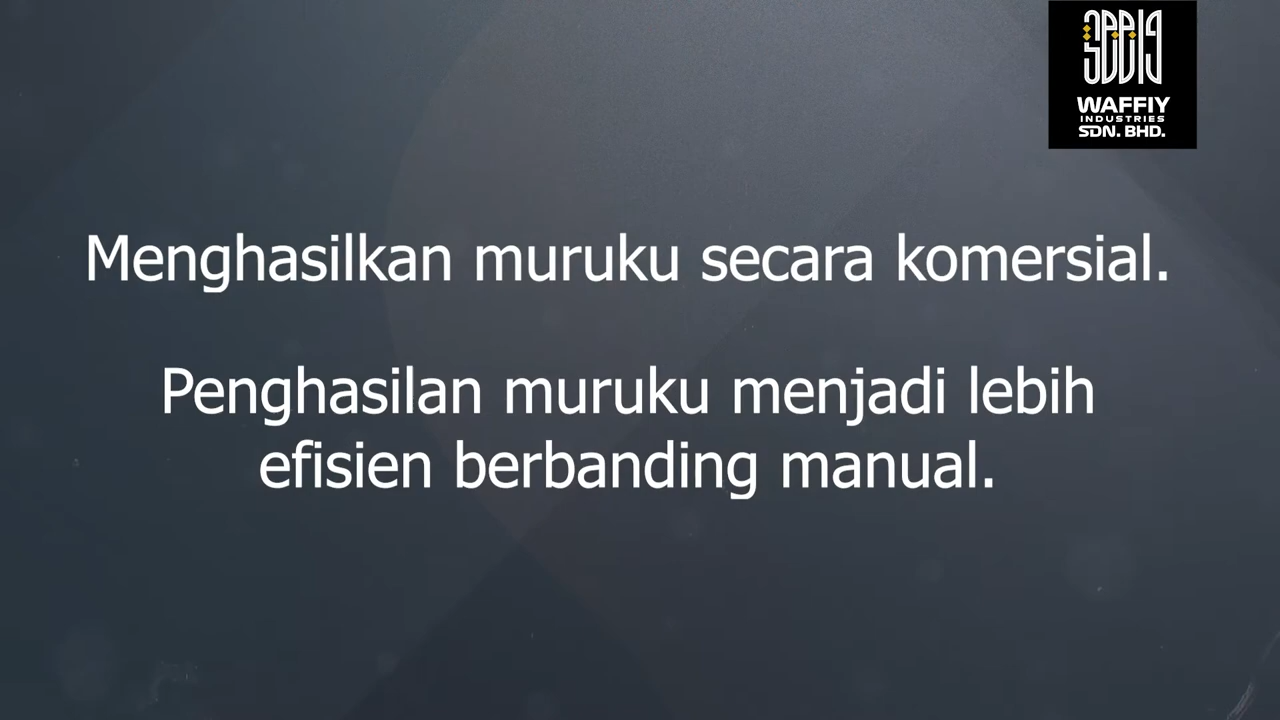 WAFFIY
INDUSTRIES
SDN. BHD.
Menghasilkan muruku secara komersial.
Penghasilan muruku menjadi lebih
efisien berbanding manual.